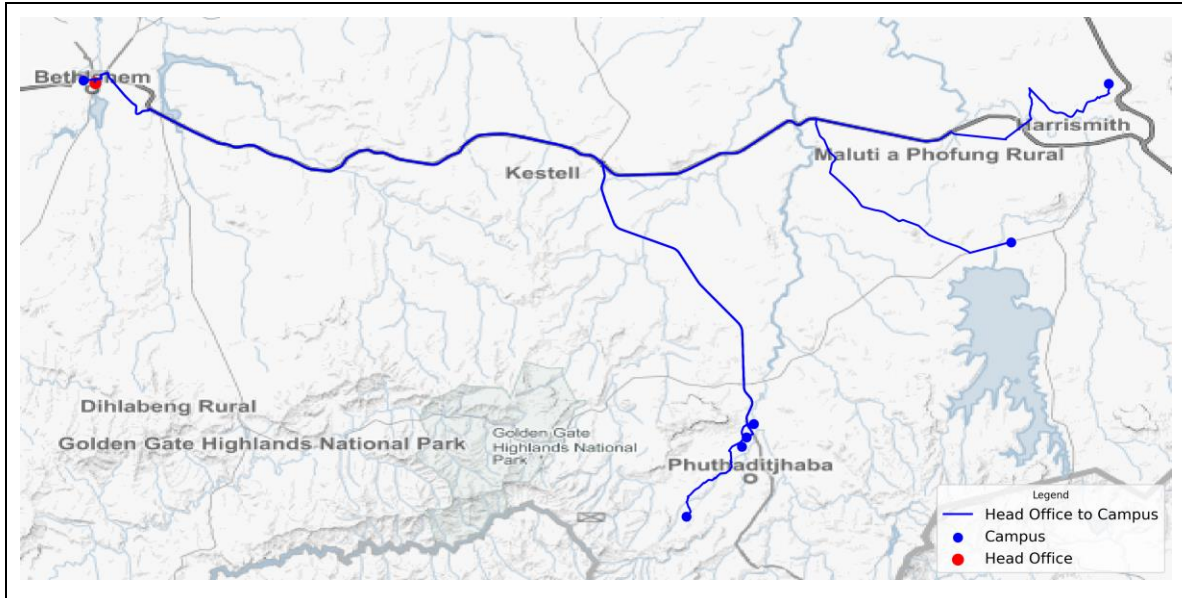 Bethlehem
Harrismith
Maluti a Phofung Rural
Kestell
Dihlabeng Rural
Golden Gate Highlands National Park
Golden Gate
Highlands National
Park
Phuthaditjhaba
Legend
Head Office to Campus
Campus
Head Office